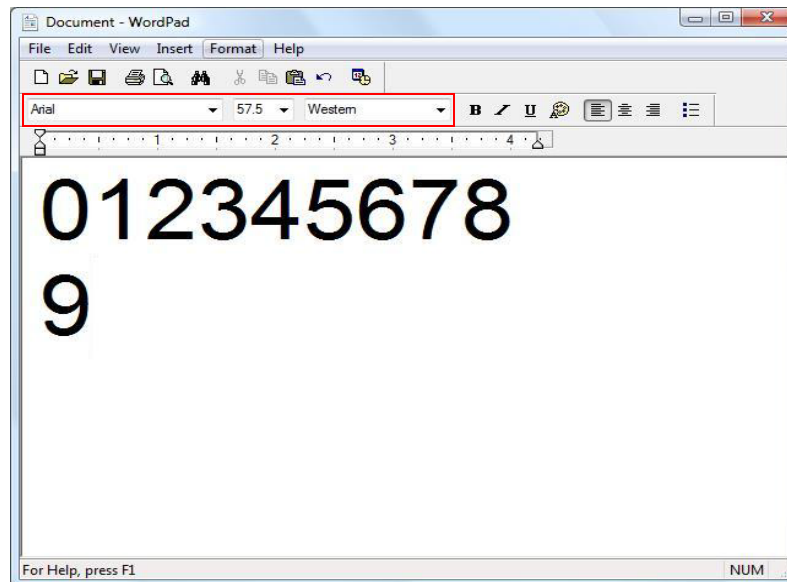 Document - WordPad
File Edit View Insert Format Help
Arial 57.5 Western B U
1 2 3 4
012345678
9
For Help, press F1 NUM